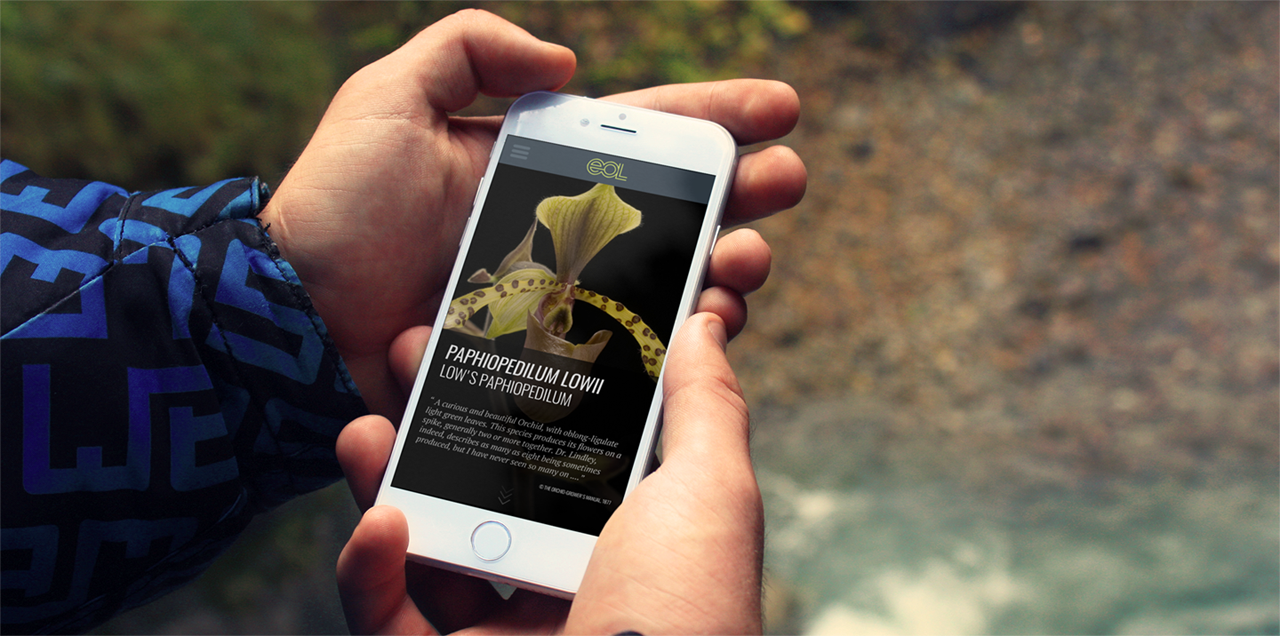 eOL
PAPHIOPEDILUM LOWII
LOW'S PAPHIOPEDILUM
" A curious and beautiful Orchid, with oblong-ligulate
light green leaves. This species produces its flowers on a
spike, generally two or more together. Dr. Lindley,
indeed, describes as many as eight being sometimes
produced, but I have never seen so many on .... "
© THE ORCHID-GROWER'S MANUAL, 1877